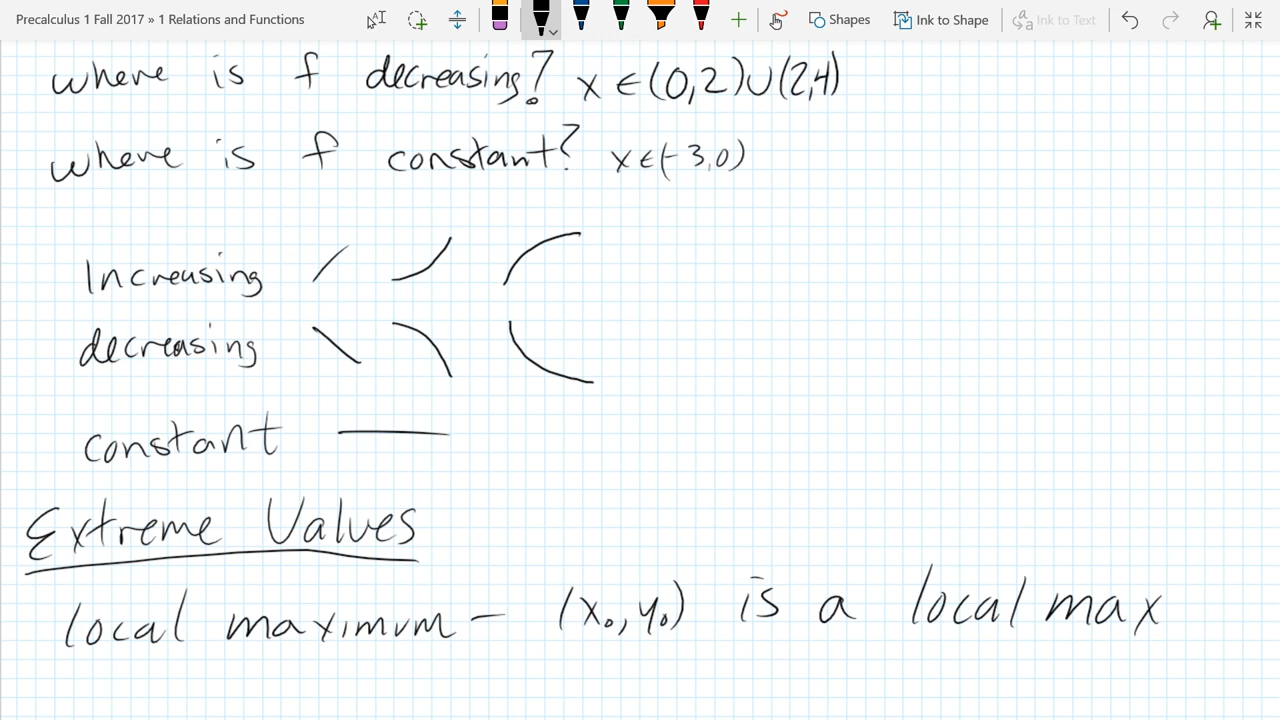 Precalculus 1 Fall 2017 » 1 Relations and Functions
Shapes
Ink to Shape
Ink to Text
where is f decreasing? x ∈ (0,2) ∪ (2,4)
where is f constant? x ∈ (-3,0)
Increasing
decreasing
constant
Extreme Values
local maximum - (x₀, y₀) is a local max